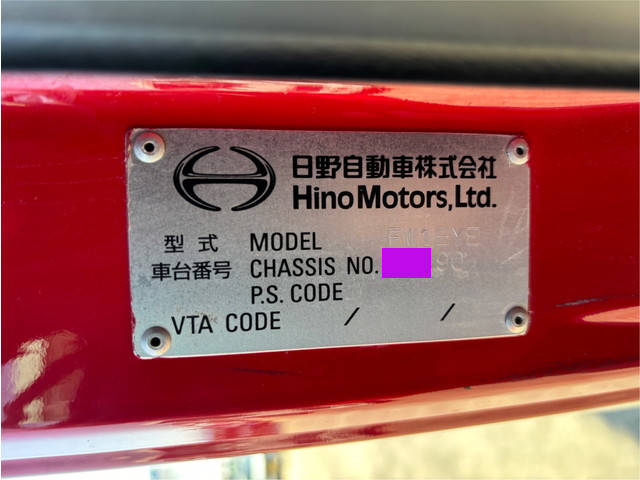 日野自動車株式会社
Hino Motors, Ltd.
型式 MODEL
車台番号 CHASSIS NO. 90
P.S. CODE
VTA CODE / /